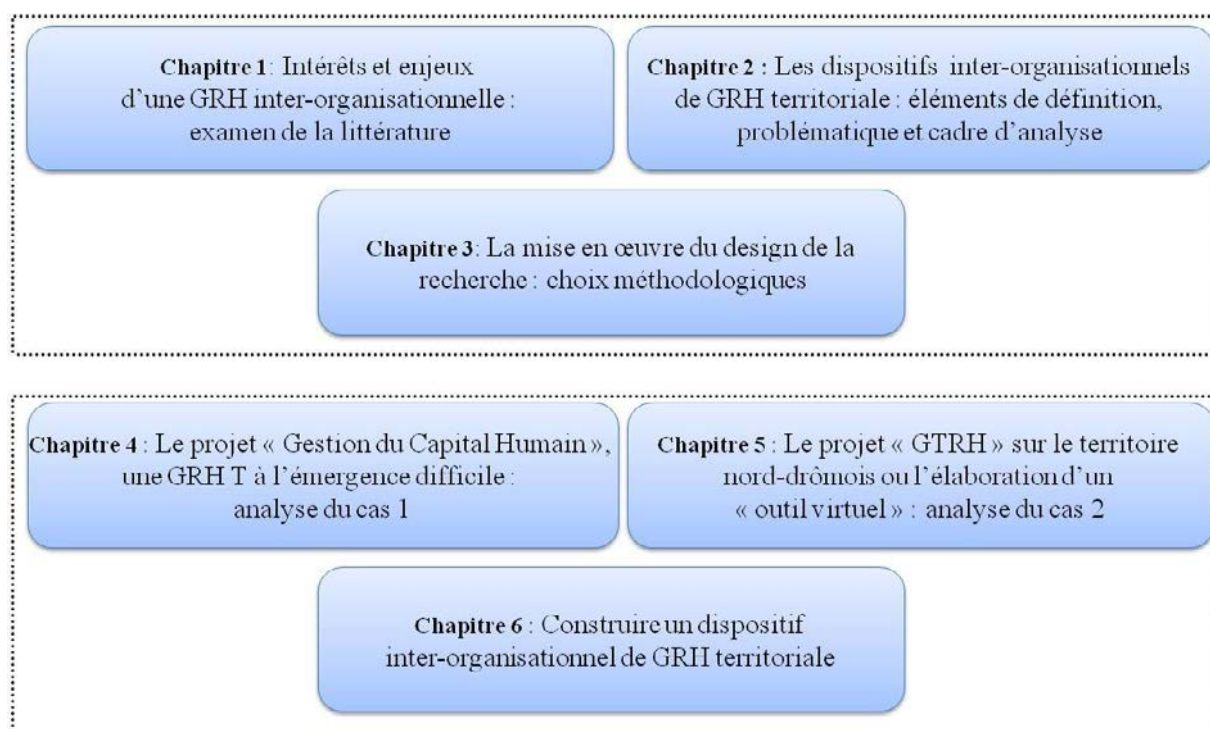 Chapitre 1: Intérêts et enjeux
d'une GRH inter-organisationnelle :
examen de la littérature
Chapitre 2 : Les dispositifs inter-organisationnels
de GRH territoriale : éléments de définition,
problématique et cadre d'analyse
Chapitre 3: La mise en œuvre du design de la
recherche : choix méthodologiques
Chapitre 4 : Le projet « Gestion du Capital Humain »,
une GRH T à l'émergence difficile :
analyse du cas 1
Chapitre 5 : Le projet « GTRH » sur le territoire
nord-drômois ou l'élaboration d'un
« outil virtuel » : analyse du cas 2
Chapitre 6 : Construire un dispositif
inter-organisationnel de GRH territoriale